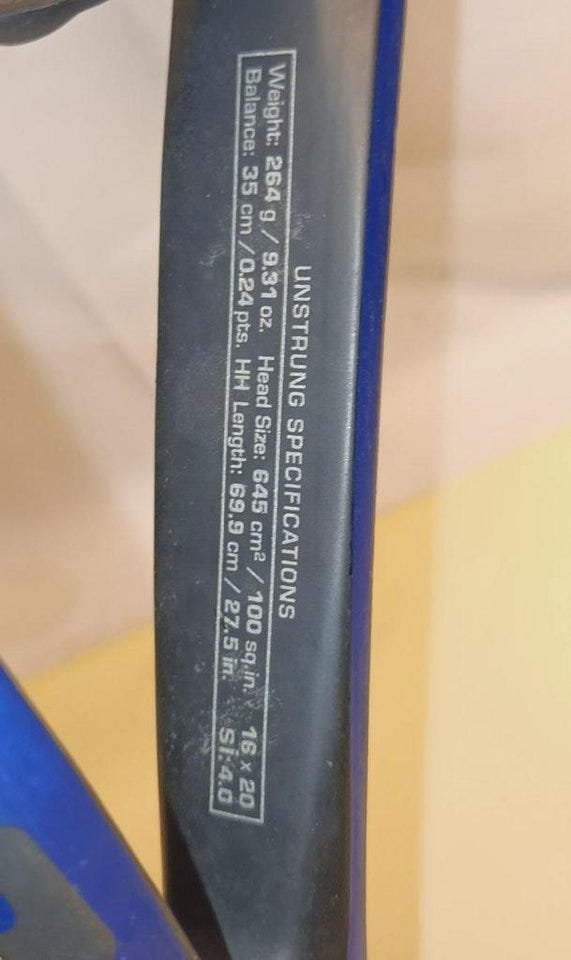 UNSTRUNG SPECIFICATIONS
Weight: 264 g / 9.31 oz. Head Size: 645 cm² / 100 sq.in. 16 x 20
Balance: 35 cm / 0.24 pts. HH Length: 69.9 cm / 27.5 in. SI: 4.0